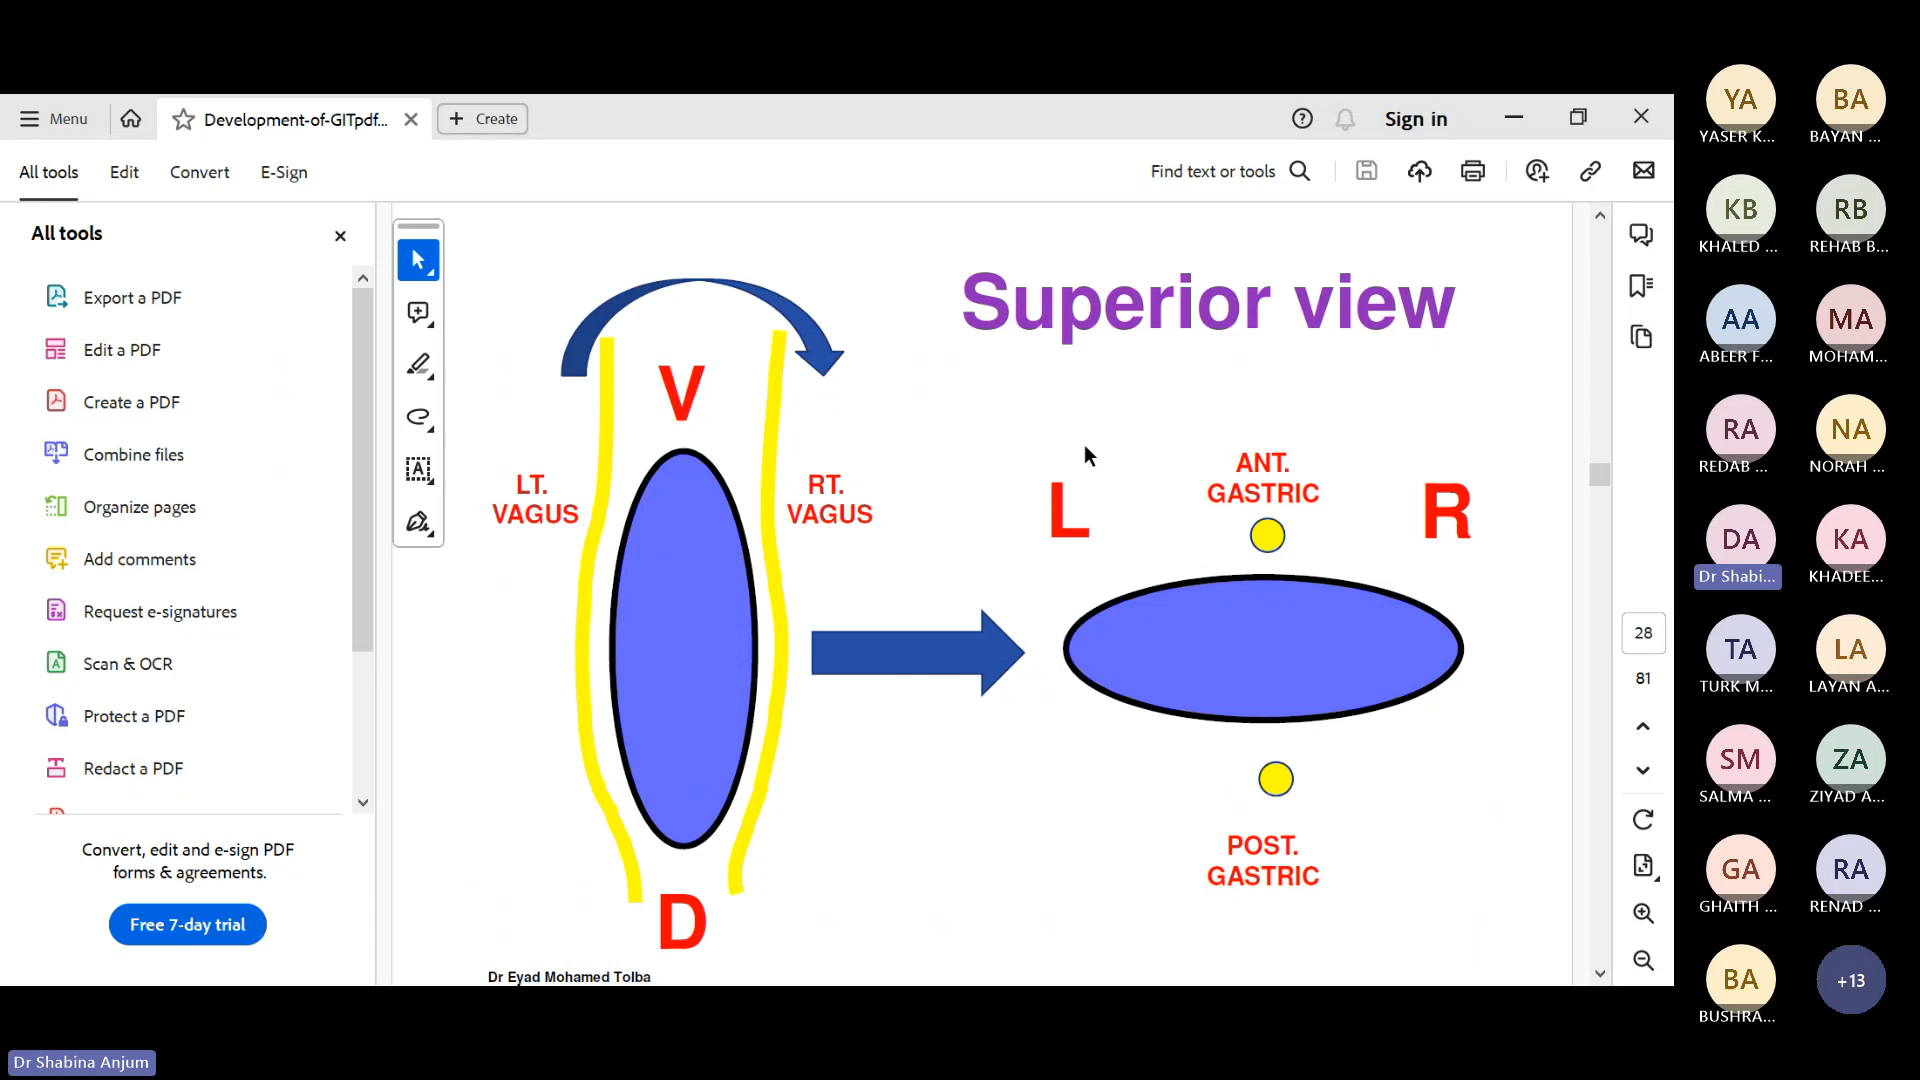 Menu
Development-of-GITpdf...
Create
Sign in
All tools
Edit
Convert
E-Sign
Find text or tools
All tools
Export a PDF
Edit a PDF
Create a PDF
Combine files
Organize pages
Add comments
Request e-signatures
Scan & OCR
Protect a PDF
Redact a PDF
Convert, edit and e-sign PDF
forms & agreements.
Free 7-day trial
Superior view
V
LT.
VAGUS
RT.
VAGUS
D
L
ANT.
GASTRIC
R
POST.
GASTRIC
Dr Eyad Mohamed Tolba
28
81
YA
YASER K...
BA
BAYAN ...
KB
KHALED ...
RB
REHAB B...
AA
ABEER F...
MA
MOHAM...
RA
REDAB ...
NA
NORAH ...
DA
Dr Shabi...
KA
KHADEE...
TA
TURK M...
LA
LAYAN A...
SM
SALMA ...
ZA
ZIYAD A...
GA
GHAITH ...
RA
RENAD ...
BA
BUSHRA...
+13
Dr Shabina Anjum